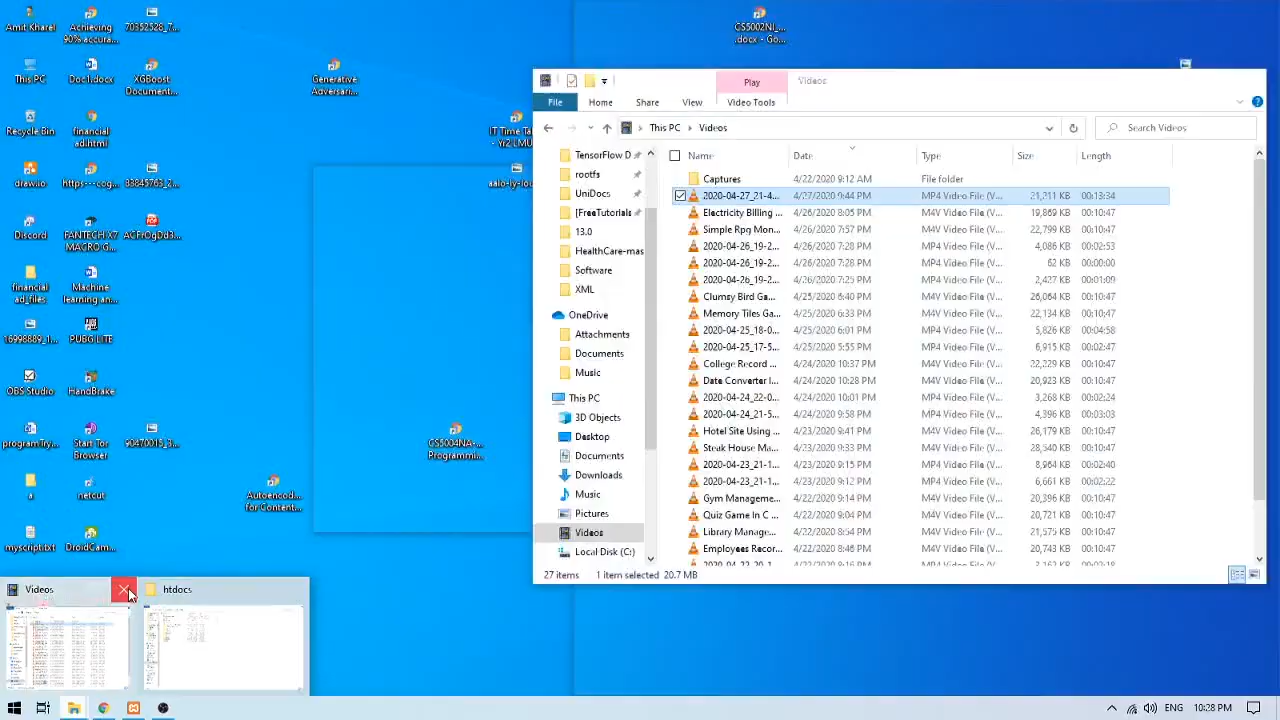 Amit Kharel
Achieving
90% accura...
70352528_7...
CS5002NI_...
.docx - Go...
This PC
Doc1.docx
XGBoost
Document...
Generative
Adversari...
Recycle Bin
financial
ad.html
IT Time Ta
- Yr2 LMU
draw.io
https---cog...
83845765_2...
Discord
PANTECH X7
MACRO G...
financial
ad_files
Machine
learning an...
PUBG LITE
OBS Studio
HandBrake
programTry...
Start Tor
Browser
90470015_3...
CS5004NA-...
Programmi...
a
netcut
Autoencod...
for Content...
myscript.txt
DroidCam...
Play
Videos
File
Home
Share
View
Video Tools
This PC
Videos
Search Videos
TensorFlow D
rootfs
UniDocs
[FreeTutorials
13.0
HealthCare-mas
Software
XML
OneDrive
Attachments
Documents
Music
This PC
3D Objects
Desktop
Documents
Downloads
Music
Pictures
Videos
Local Disk (C:)
Name
Date
Type
Size
Length
Captures 4/22/2020 9:12 AM File folder
2020-04-27_21-4... 4/27/2020 9:44 PM MP4 Video File (V... 21,211 KB 00:13:34
Electricity Billing ... 4/26/2020 8:05 PM M4V Video File (V... 19,869 KB 00:10:47
Simple Rpg Mon... 4/26/2020 7:57 PM M4V Video File (V... 22,799 KB 00:10:47
2020-04-26_19-2... 4/26/2020 7:28 PM MP4 Video File (V... 4,086 KB 00:02:53
2020-04-26_19-2... 4/26/2020 7:28 PM MP4 Video File (V... 62 KB 00:00:00
2020-04-26_19-2... 4/26/2020 7:25 PM MP4 Video File (V... 2,427 KB 00:01:09
Clumsy Bird Ga... 4/25/2020 6:40 PM M4V Video File (V... 26,064 KB 00:10:47
Memory Tiles Ga... 4/25/2020 6:33 PM M4V Video File (V... 22,134 KB 00:10:47
2020-04-25_18-0... 4/25/2020 6:01 PM MP4 Video File (V... 5,826 KB 00:04:58
2020-04-25_17-5... 4/25/2020 5:55 PM MP4 Video File (V... 6,915 KB 00:02:47
College Record ... 4/24/2020 10:37 PM M4V Video File (V... 22,229 KB 00:10:47
Date Converter I... 4/24/2020 10:28 PM M4V Video File (V... 20,923 KB 00:10:47
2020-04-24_22-0... 4/24/2020 10:01 PM MP4 Video File (V... 3,268 KB 00:02:24
2020-04-24_21-5... 4/24/2020 9:58 PM MP4 Video File (V... 4,396 KB 00:03:03
Hotel Site Using ... 4/23/2020 9:41 PM M4V Video File (V... 26,179 KB 00:10:47
Steak House Ma... 4/23/2020 9:33 PM M4V Video File (V... 28,540 KB 00:10:47
2020-04-23_21-1... 4/23/2020 9:15 PM MP4 Video File (V... 8,964 KB 00:02:40
2020-04-23_21-1... 4/23/2020 9:12 PM MP4 Video File (V... 6,661 KB 00:02:22
Gym Manageme... 4/22/2020 9:14 PM M4V Video File (V... 20,396 KB 00:10:47
Quiz Game In C ... 4/22/2020 9:04 PM M4V Video File (V... 20,721 KB 00:10:47
Library Manage... 4/22/2020 8:54 PM M4V Video File (V... 21,575 KB 00:10:47
Employees Recor... 4/22/2020 8:46 PM M4V Video File (V... 20,743 KB 00:10:47
27 items
1 item selected 20.7 MB
Videos
htdocs
ENG
10:28 PM